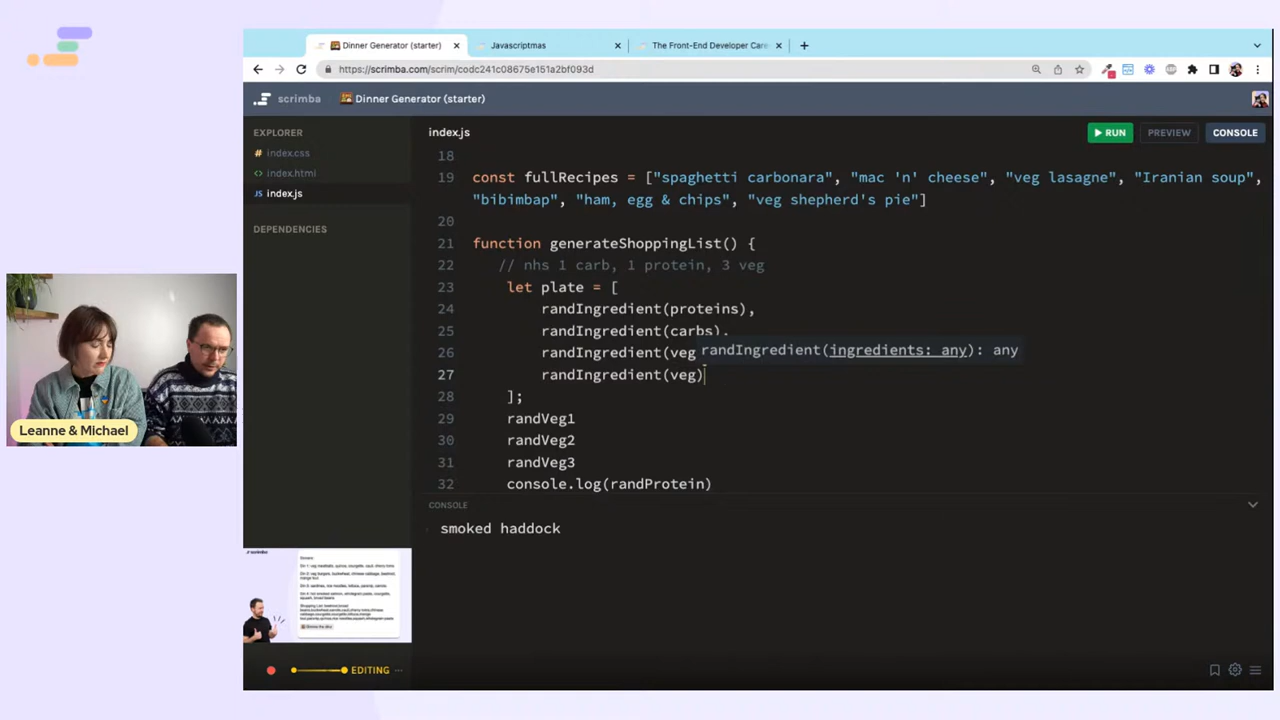 Dinner Generator (starter)
Javascriptmas
The Front-End Developer Care
https://scrimba.com/scrim/codc241c08675e151a2bf093d
scrimba
Dinner Generator (starter)
EXPLORER
index.js
RUN
PREVIEW
CONSOLE
index.css
index.html
index.js
DEPENDENCIES
18
19 const fullRecipes = ["spaghetti carbonara", "mac 'n' cheese", "veg lasagne", "Iranian soup",
"bibimbap", "ham, egg & chips", "veg shepherd's pie"]
20
21 function generateShoppingList() {
22 // nhs 1 carb, 1 protein, 3 veg
23 let plate = [
24 randIngredient(proteins),
25 randIngredient(carbs),
26 randIngredient(veg
randIngredient(ingredients: any): any
27 randIngredient(veg)
28 ];
29 randVeg1
30 randVeg2
31 randVeg3
32 console.log(randProtein)
CONSOLE
smoked haddock
Leanne & Michael
EDITING